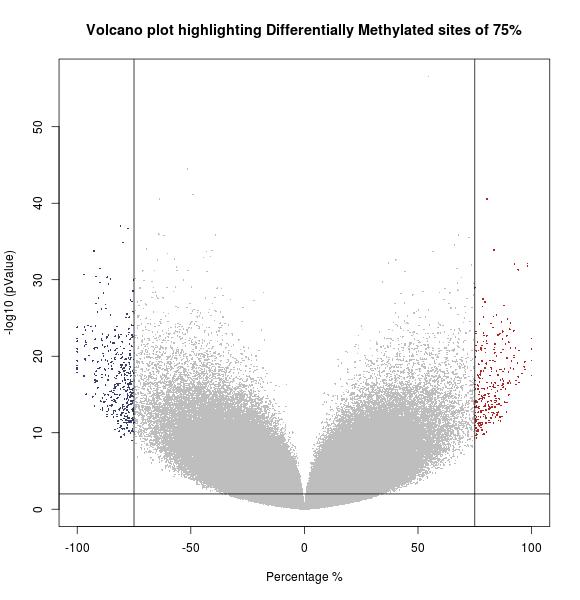 Volcano plot highlighting Differentially Methylated sites of 75%
50
40
30
20
10
0
-log10 (pValue)
-100 -50 0 50 100
Percentage %